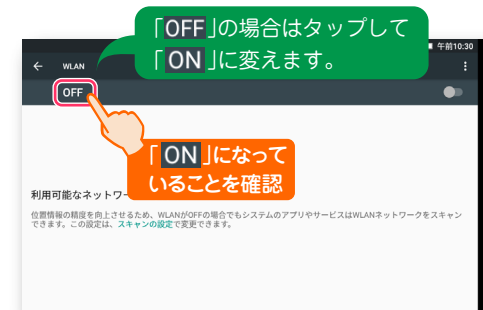 「OFF」の場合はタップして
「ON」に変えます。
午前10:30
WLAN
OFF
「ON」になって
いることを確認
利用可能なネットワー
位置情報の精度を向上させるため、WLANがOFFの場合でもシステムのアプリやサービスはWLANネットワークをスキャン
できます。この設定は、スキャンの設定で変更できます。